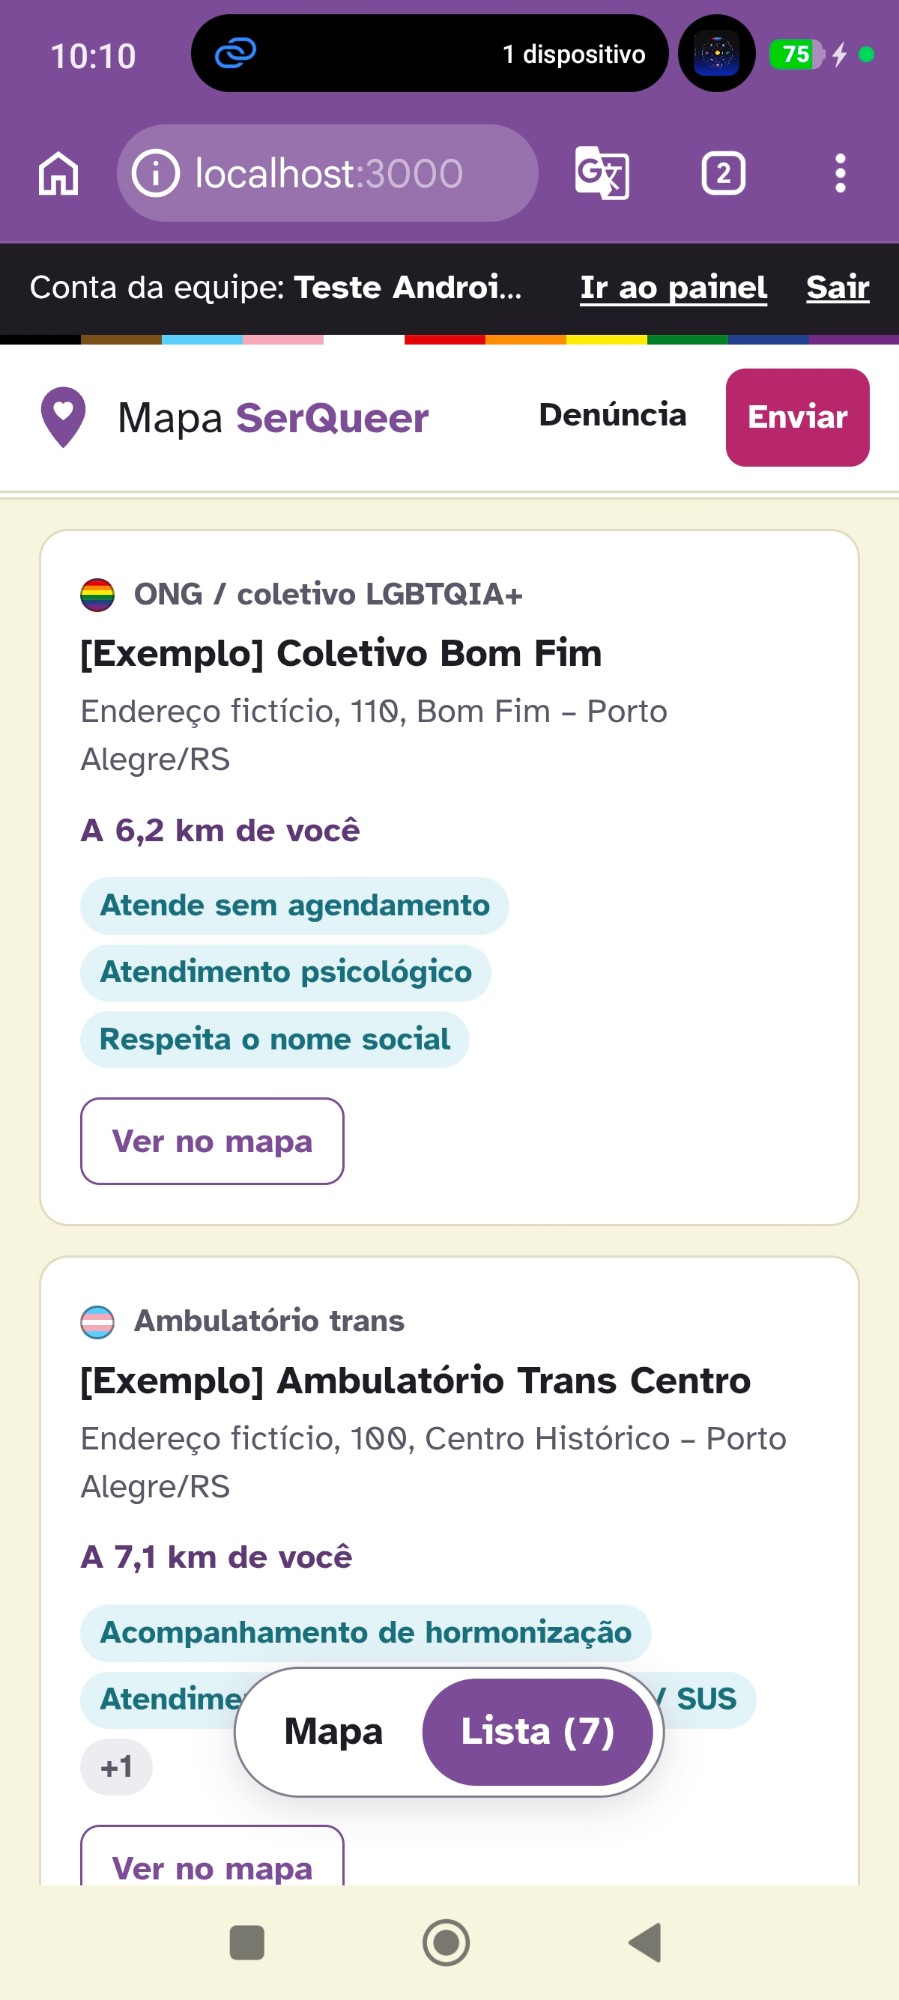 10:10
1 dispositivo
75
localhost:3000
2
Conta da equipe: Teste Androi...
Ir ao painel
Sair
Mapa SerQueer
Denúncia
Enviar
ONG / coletivo LGBTQIA+
[Exemplo] Coletivo Bom Fim
Endereço fictício, 110, Bom Fim – Porto
Alegre/RS
A 6,2 km de você
Atende sem agendamento
Atendimento psicológico
Respeita o nome social
Ver no mapa
Ambulatório trans
[Exemplo] Ambulatório Trans Centro
Endereço fictício, 100, Centro Histórico – Porto
Alegre/RS
A 7,1 km de você
Acompanhamento de hormonização
/ SUS
+1
Mapa
Lista (7)
Ver no mapa